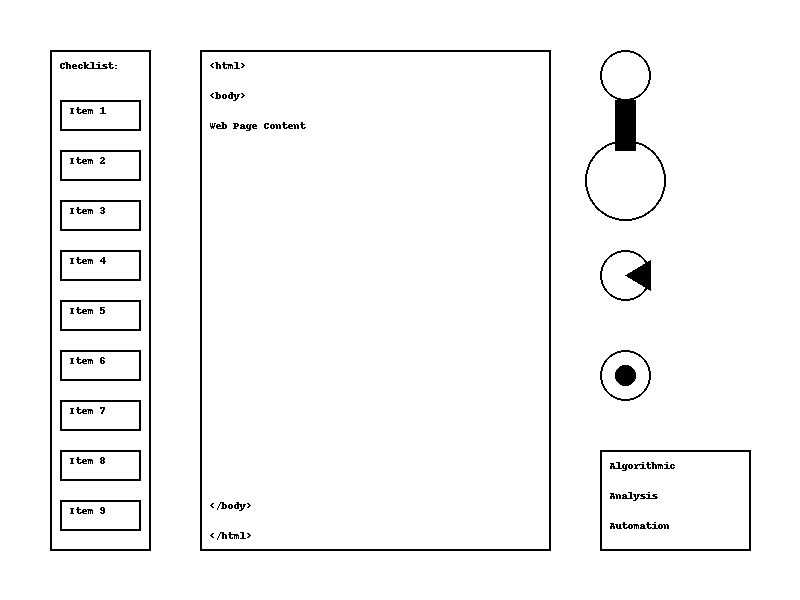 Checklist:
Item 1
Item 2
Item 3
Item 4
Item 5
Item 6
Item 7
Item 8
Item 9
<html>
<body>
Web Page Content
</body>
</html>
Algorithmic
Analysis
Automation